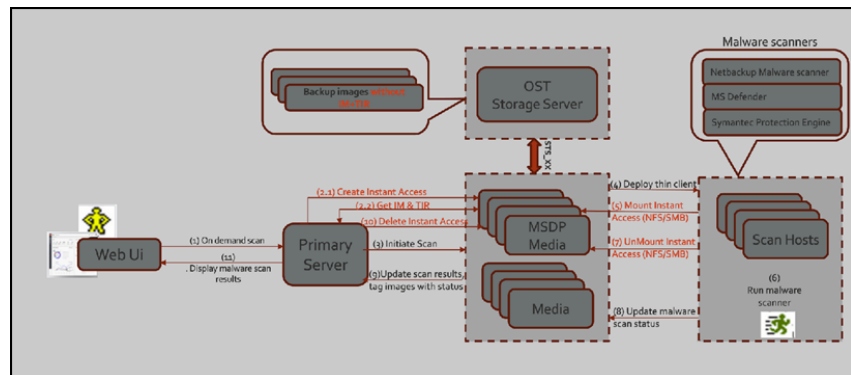 Malware scanners
Netbackup Malware scanner
MS Defender
Symantec Protection Engine
Backup images without
OST
Storage Server
STS_XX
(2.1) Create Instant Access
(2.2) Get IM & TIR
(10) Delete Instant Access
(4) Deploy thin client
(5) Mount Instant
Access (NFS/SMB)
MSDP
Media
Scan Hosts
(1) On demand scan
Web Ui
(11)
. Display malware scan
results
Primary
Server
(3) Initiate Scan
(7) UnMount Instant
Access (NFS/SMB)
(9)Update scan results,
tag images with status
Media
(6)
Run malware
scanner
(8) Update malware
scan status